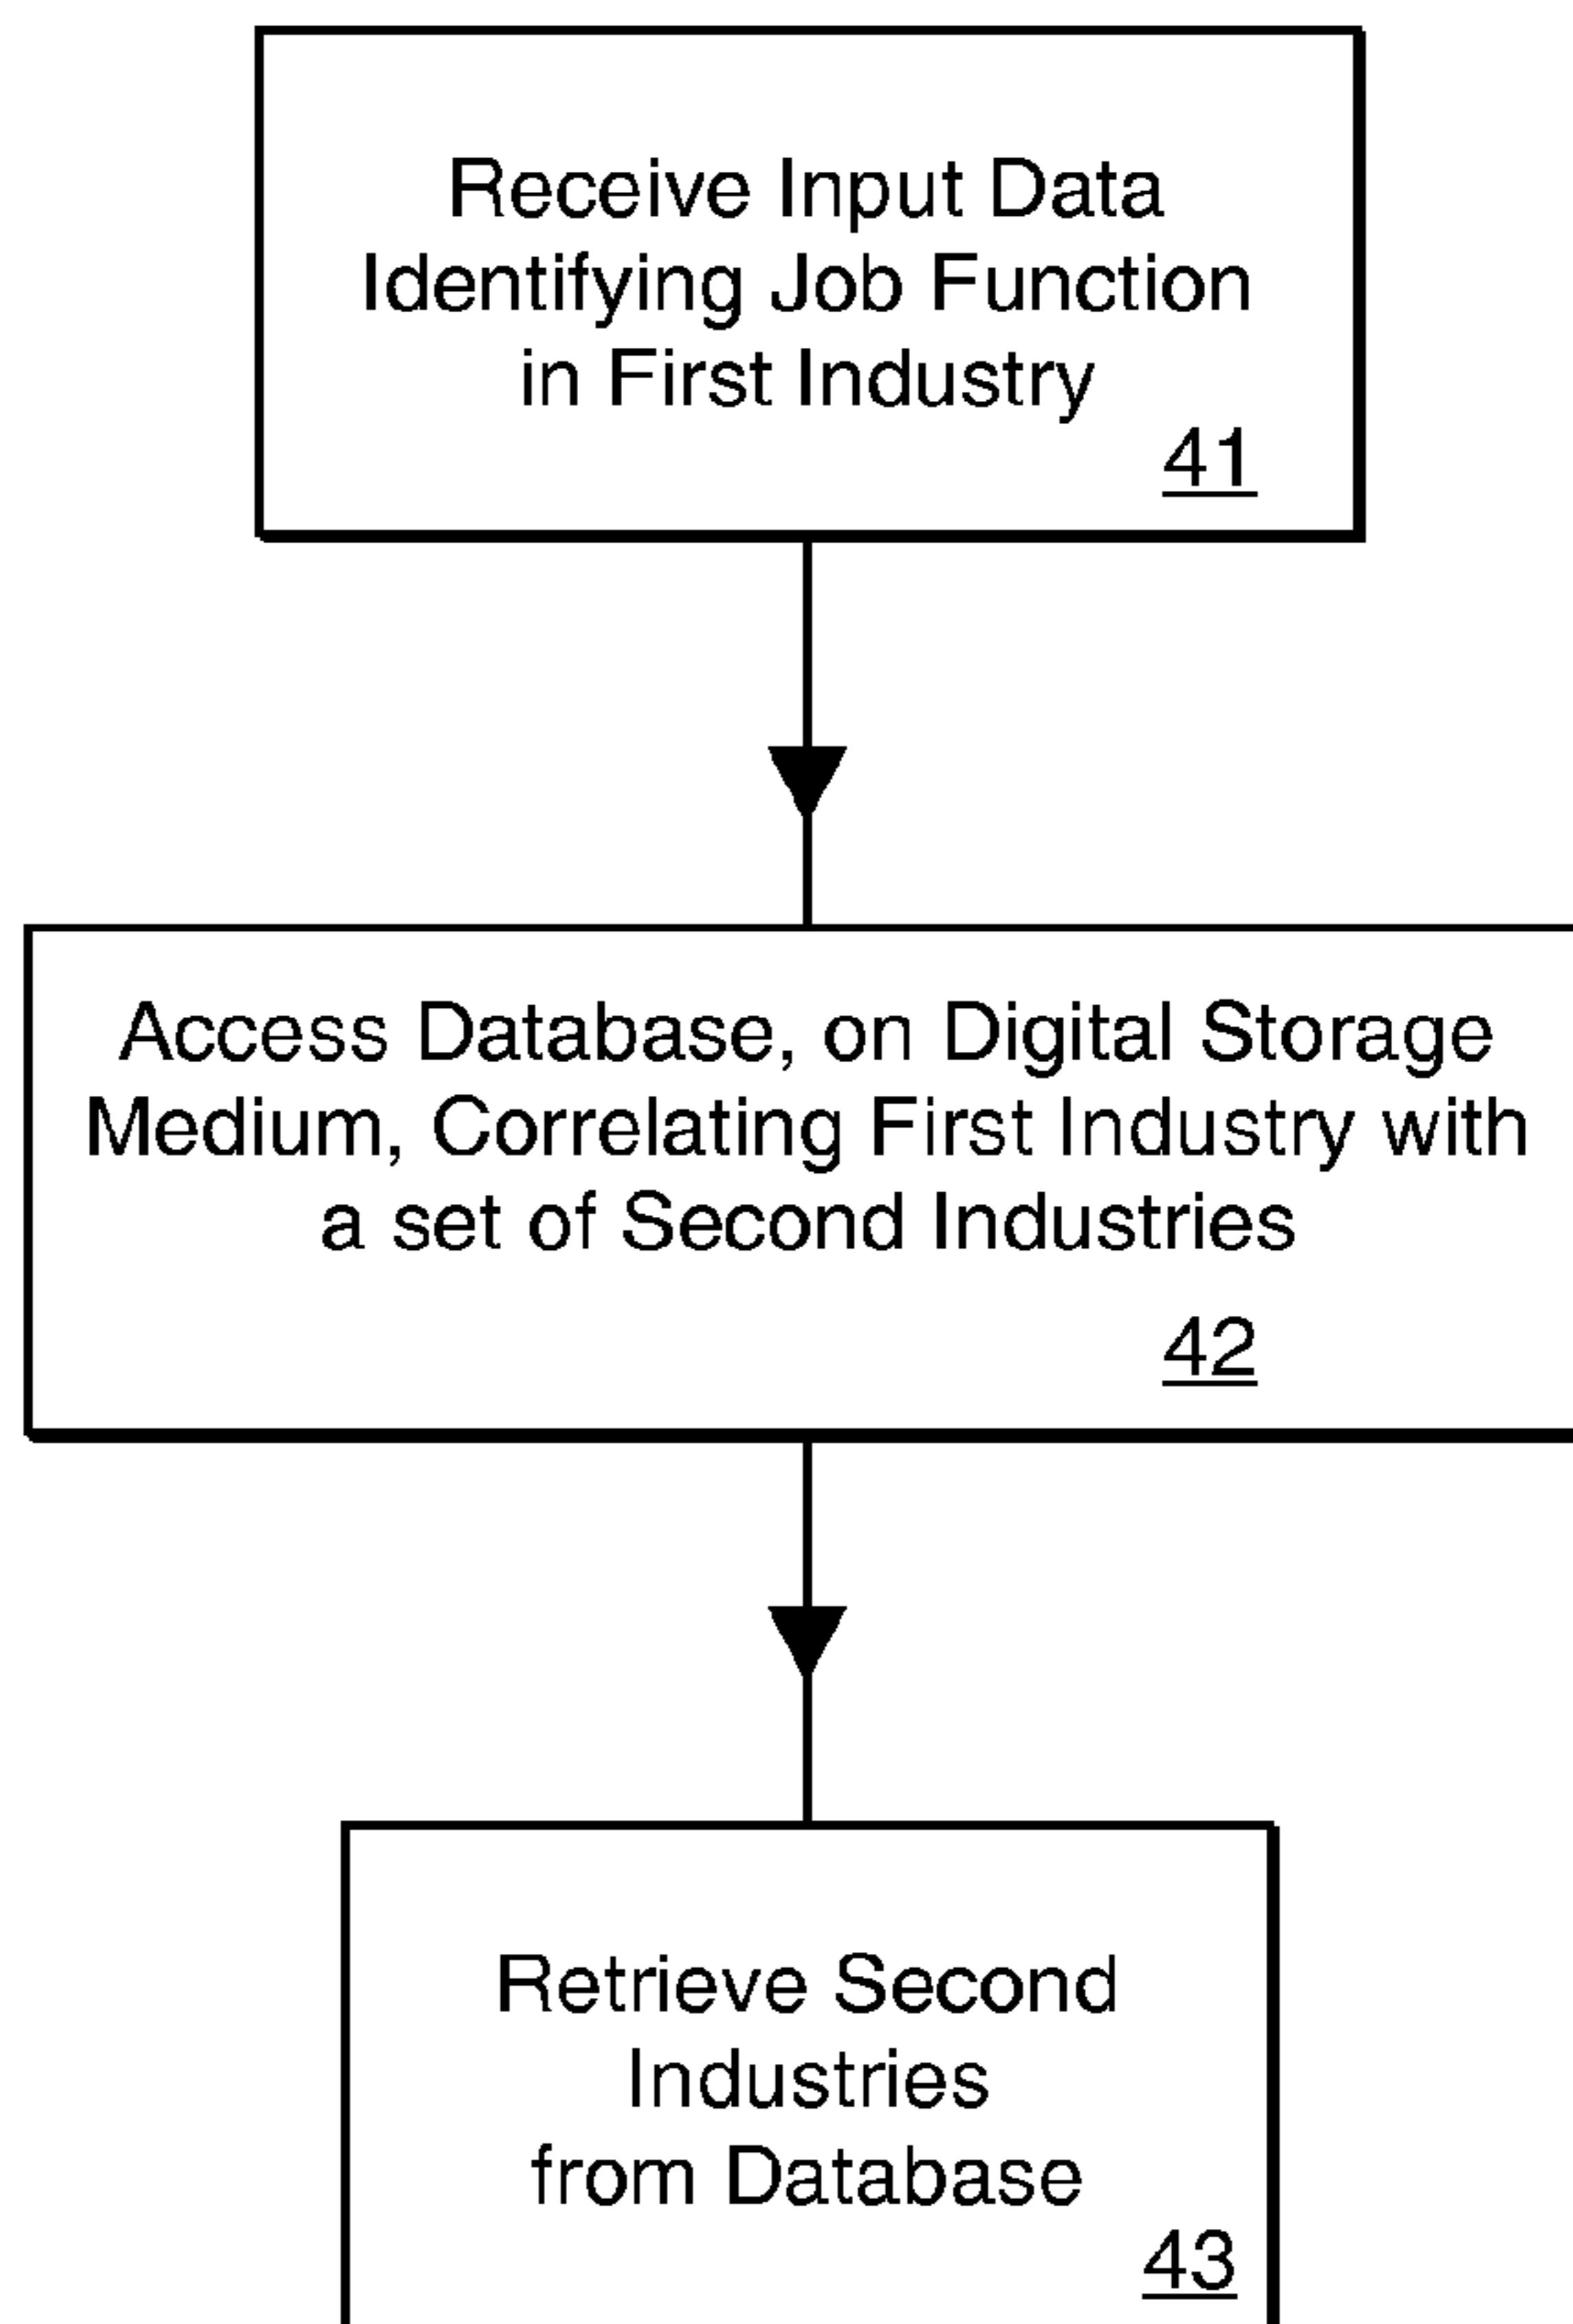 Receive Input Data
Identifying Job Function
in First Industry
41
Access Database, on Digital Storage
Medium, Correlating First Industry with
a set of Second Industries
42
Retrieve Second
Industries
from Database
43